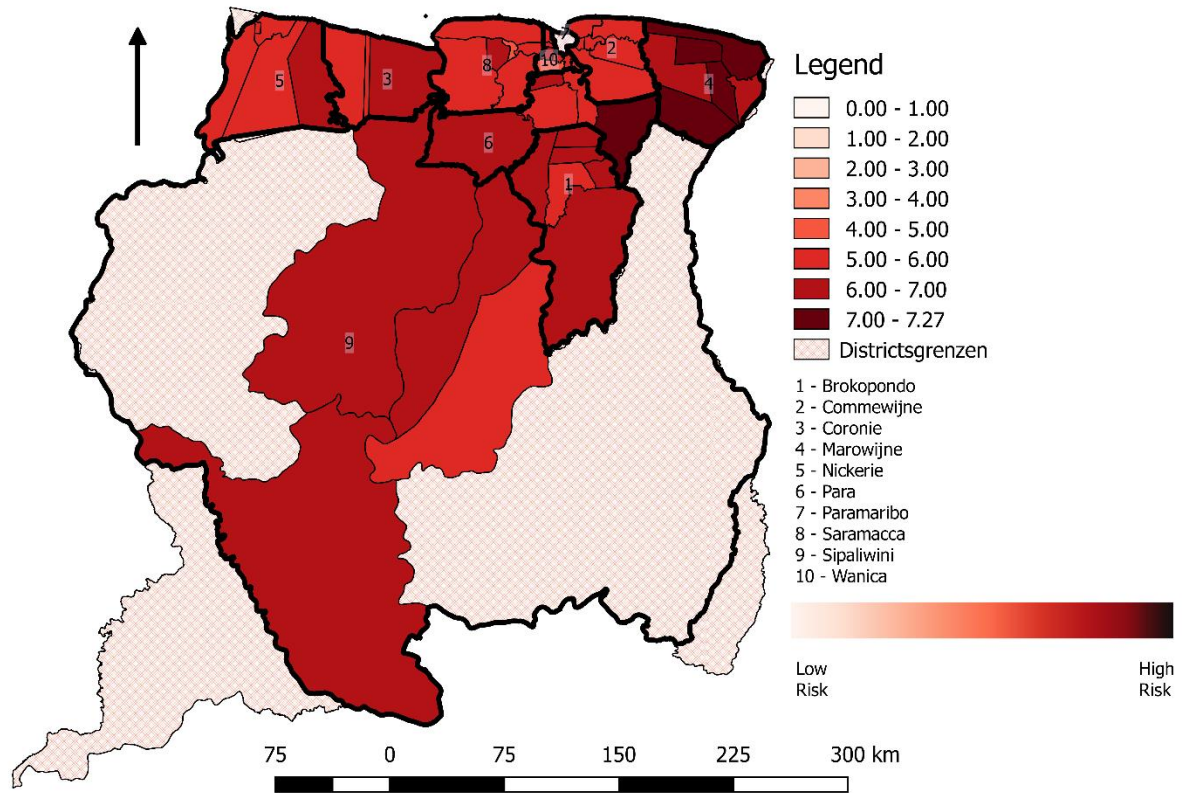 7
2
10
8
5
3
4
6
1
9
Legend
0.00 - 1.00
1.00 - 2.00
2.00 - 3.00
3.00 - 4.00
4.00 - 5.00
5.00 - 6.00
6.00 - 7.00
7.00 - 7.27
Districtsgrenzen
1 - Brokopondo
2 - Commewijne
3 - Coronie
4 - Marowijne
5 - Nickerie
6 - Para
7 - Paramaribo
8 - Saramacca
9 - Sipaliwini
10 - Wanica
Low Risk
High Risk
75 0 75 150 225 300 km